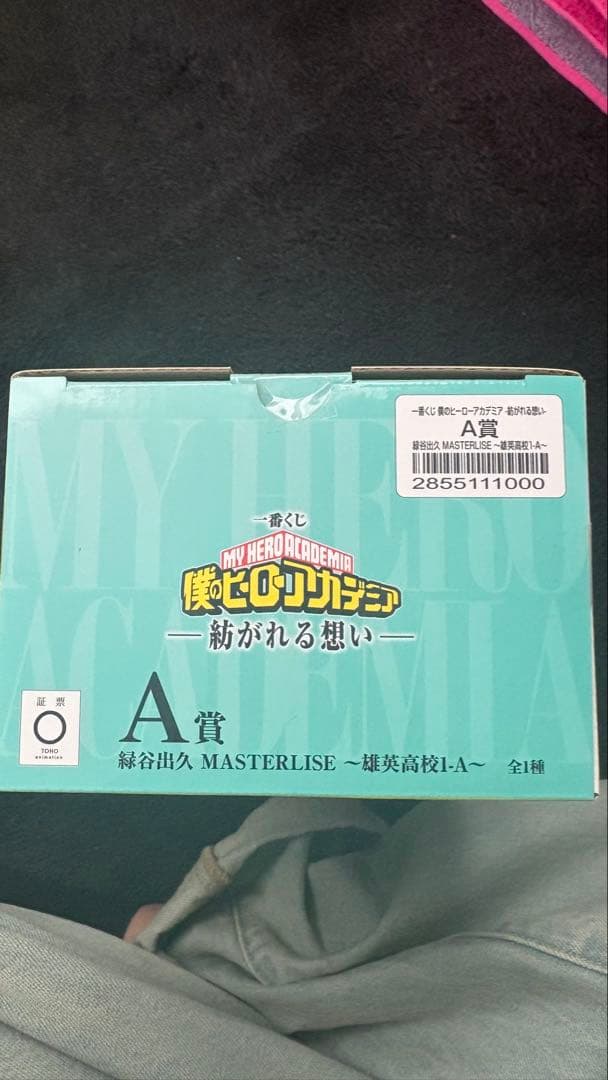 一番くじ 僕のヒーローアカデミア -紡がれる想い-
A賞
緑谷出久 MASTERLISE ～雄英高校1-A～
2855111000
MY HERO
ACADEMIA
一番くじ
MY HERO ACADEMIA
僕のヒーローアカデミア
―紡がれる想い―
A賞
緑谷出久 MASTERLISE ～雄英高校1-A～ 全1種
証 票
TOHO
animation